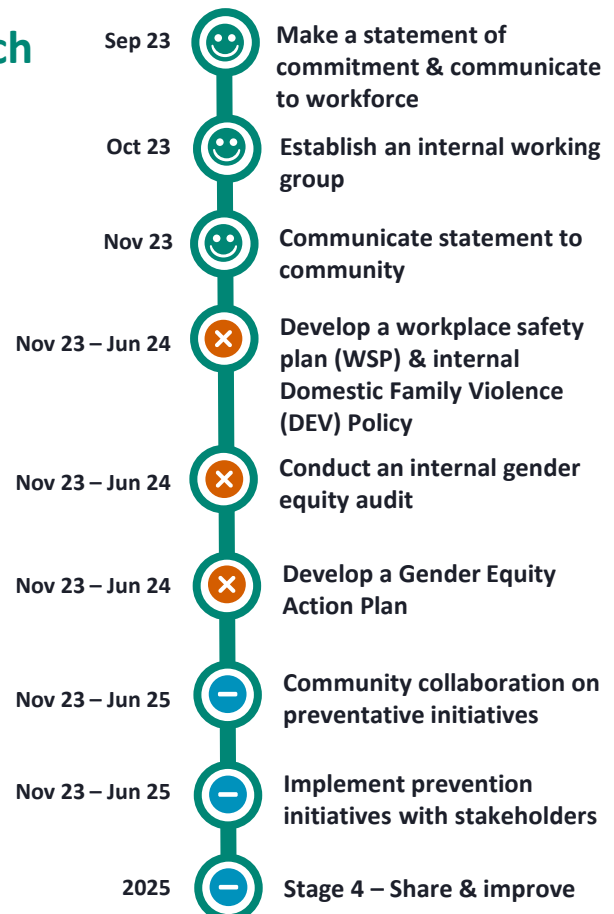 ch
Sep 23
Make a statement of
commitment & communicate
to workforce
Oct 23
Establish an internal working
group
Nov 23
Communicate statement to
community
Nov 23 – Jun 24
Develop a workplace safety
plan (WSP) & internal
Domestic Family Violence
(DEV) Policy
Nov 23 – Jun 24
Conduct an internal gender
equity audit
Nov 23 – Jun 24
Develop a Gender Equity
Action Plan
Nov 23 – Jun 25
Community collaboration on
preventative initiatives
Nov 23 – Jun 25
Implement prevention
initiatives with stakeholders
2025
Stage 4 – Share & improve